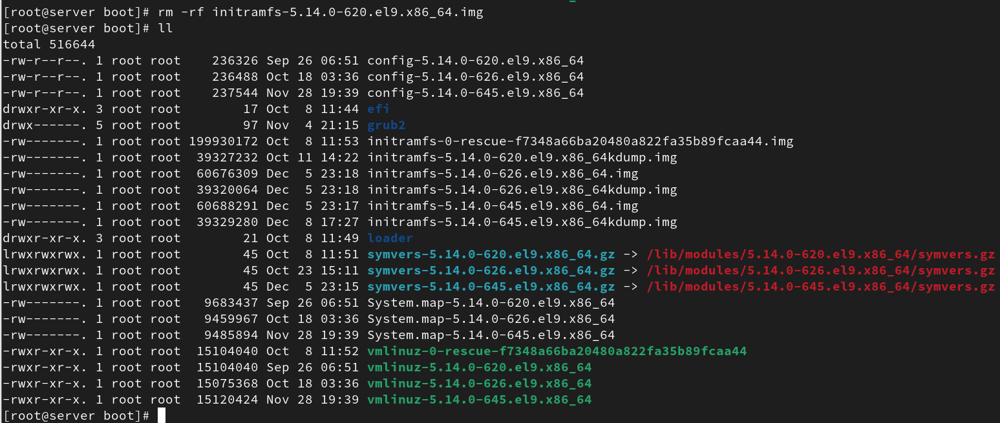 [root@server boot]# rm -rf initramfs-5.14.0-620.el9.x86_64.img
[root@server boot]# ll
total 516644
-rw-r--r--. 1 root root    236326 Sep 26 06:51 config-5.14.0-620.el9.x86_64
-rw-r--r--. 1 root root    236488 Oct 18 03:36 config-5.14.0-626.el9.x86_64
-rw-r--r--. 1 root root    237544 Nov 28 19:39 config-5.14.0-645.el9.x86_64
drwxr-xr-x. 3 root root        17 Oct  8 11:44 efi
drwx------. 5 root root        97 Nov  4 21:15 grub2
-rw-------. 1 root root 199930172 Oct  8 11:53 initramfs-0-rescue-f7348a66ba20480a822fa35b89fcaa44.img
-rw-------. 1 root root  39327232 Oct 11 14:22 initramfs-5.14.0-620.el9.x86_64kdump.img
-rw-------. 1 root root  60676309 Dec  5 23:18 initramfs-5.14.0-626.el9.x86_64.img
-rw-------. 1 root root  39320064 Dec  5 23:18 initramfs-5.14.0-626.el9.x86_64kdump.img
-rw-------. 1 root root  60688291 Dec  5 23:17 initramfs-5.14.0-645.el9.x86_64.img
-rw-------. 1 root root  39329280 Dec  8 17:27 initramfs-5.14.0-645.el9.x86_64kdump.img
drwxr-xr-x. 3 root root        21 Oct  8 11:49 loader
lrwxrwxrwx. 1 root root        45 Oct  8 11:51 symvers-5.14.0-620.el9.x86_64.gz -> /lib/modules/5.14.0-620.el9.x86_64/symvers.gz
lrwxrwxrwx. 1 root root        45 Oct 23 15:11 symvers-5.14.0-626.el9.x86_64.gz -> /lib/modules/5.14.0-626.el9.x86_64/symvers.gz
lrwxrwxrwx. 1 root root        45 Dec  5 23:15 symvers-5.14.0-645.el9.x86_64.gz -> /lib/modules/5.14.0-645.el9.x86_64/symvers.gz
-rw-------. 1 root root   9683437 Sep 26 06:51 System.map-5.14.0-620.el9.x86_64
-rw-------. 1 root root   9459967 Oct 18 03:36 System.map-5.14.0-626.el9.x86_64
-rw-------. 1 root root   9485894 Nov 28 19:39 System.map-5.14.0-645.el9.x86_64
-rwxr-xr-x. 1 root root  15104040 Oct  8 11:52 vmlinuz-0-rescue-f7348a66ba20480a822fa35b89fcaa44
-rwxr-xr-x. 1 root root  15104040 Sep 26 06:51 vmlinuz-5.14.0-620.el9.x86_64
-rwxr-xr-x. 1 root root  15075368 Oct 18 03:36 vmlinuz-5.14.0-626.el9.x86_64
-rwxr-xr-x. 1 root root  15120424 Nov 28 19:39 vmlinuz-5.14.0-645.el9.x86_64
[root@server boot]#